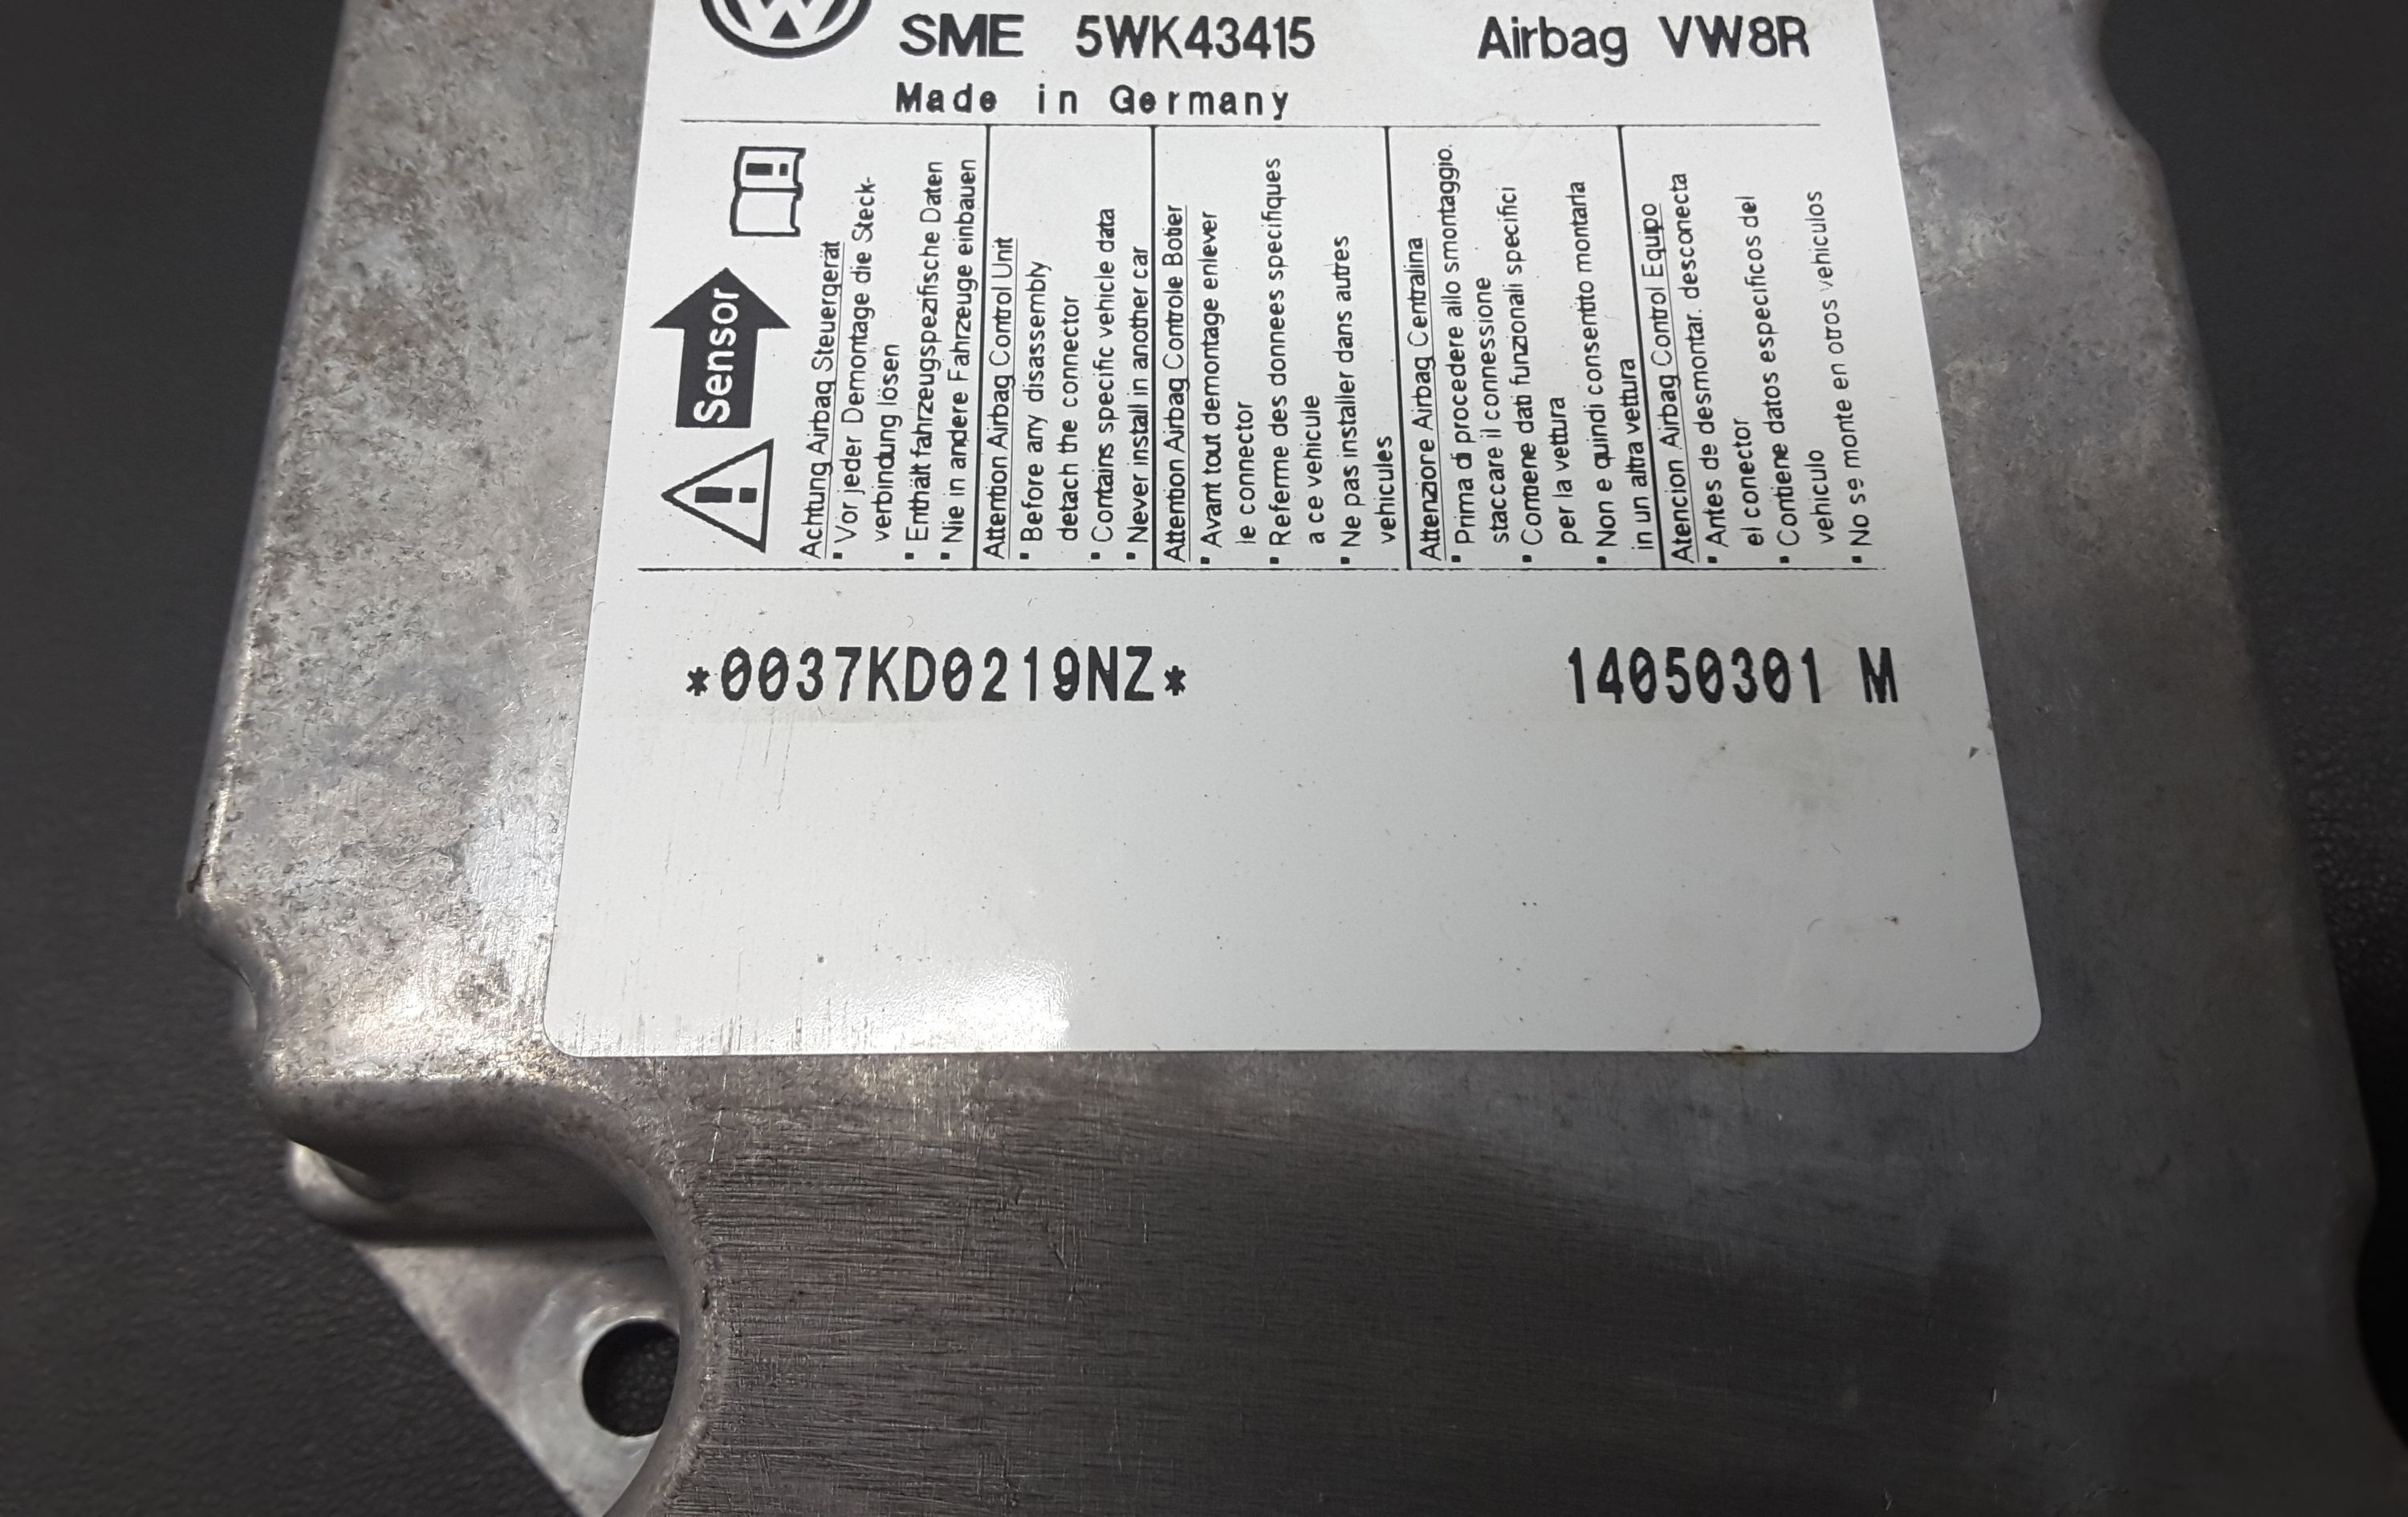 SME 5WK43415 Airbag VW8R
Made in Germany
Sensor
Achtung Airbag Steuergerät
▪ Vor jeder Demontage die Steck-
verbindung lösen
▪ Enthält fahrzeugspezifische Daten
▪ Nie in andere Fahrzeuge einbauen
Attention Airbag Control Unit
▪ Before any disassembly
detach the connector
▪ Contains specific vehicle data
▪ Never install in another car
Attention Airbag Controle Botier
▪ Avant tout demontage enlever
le connector
▪ Referme des donnees specifiques
a ce vehicule
▪ Ne pas installer dans autres
vehicules
Attenzione Airbag Centralina
▪ Prima di procedere allo smontaggio.
staccare il connessione
▪ Contiene dati funzionali specifici
per la vettura
▪ Non e quindi consentito montarla
in un altra vettura
Atencion Airbag Control Equipo
▪ Antes de desmontar. desconecta
el conector
▪ Contiene datos especificos del
vehiculo
▪ No se monte en otros vehiculos
*0037KD0219NZ* 14050301 M